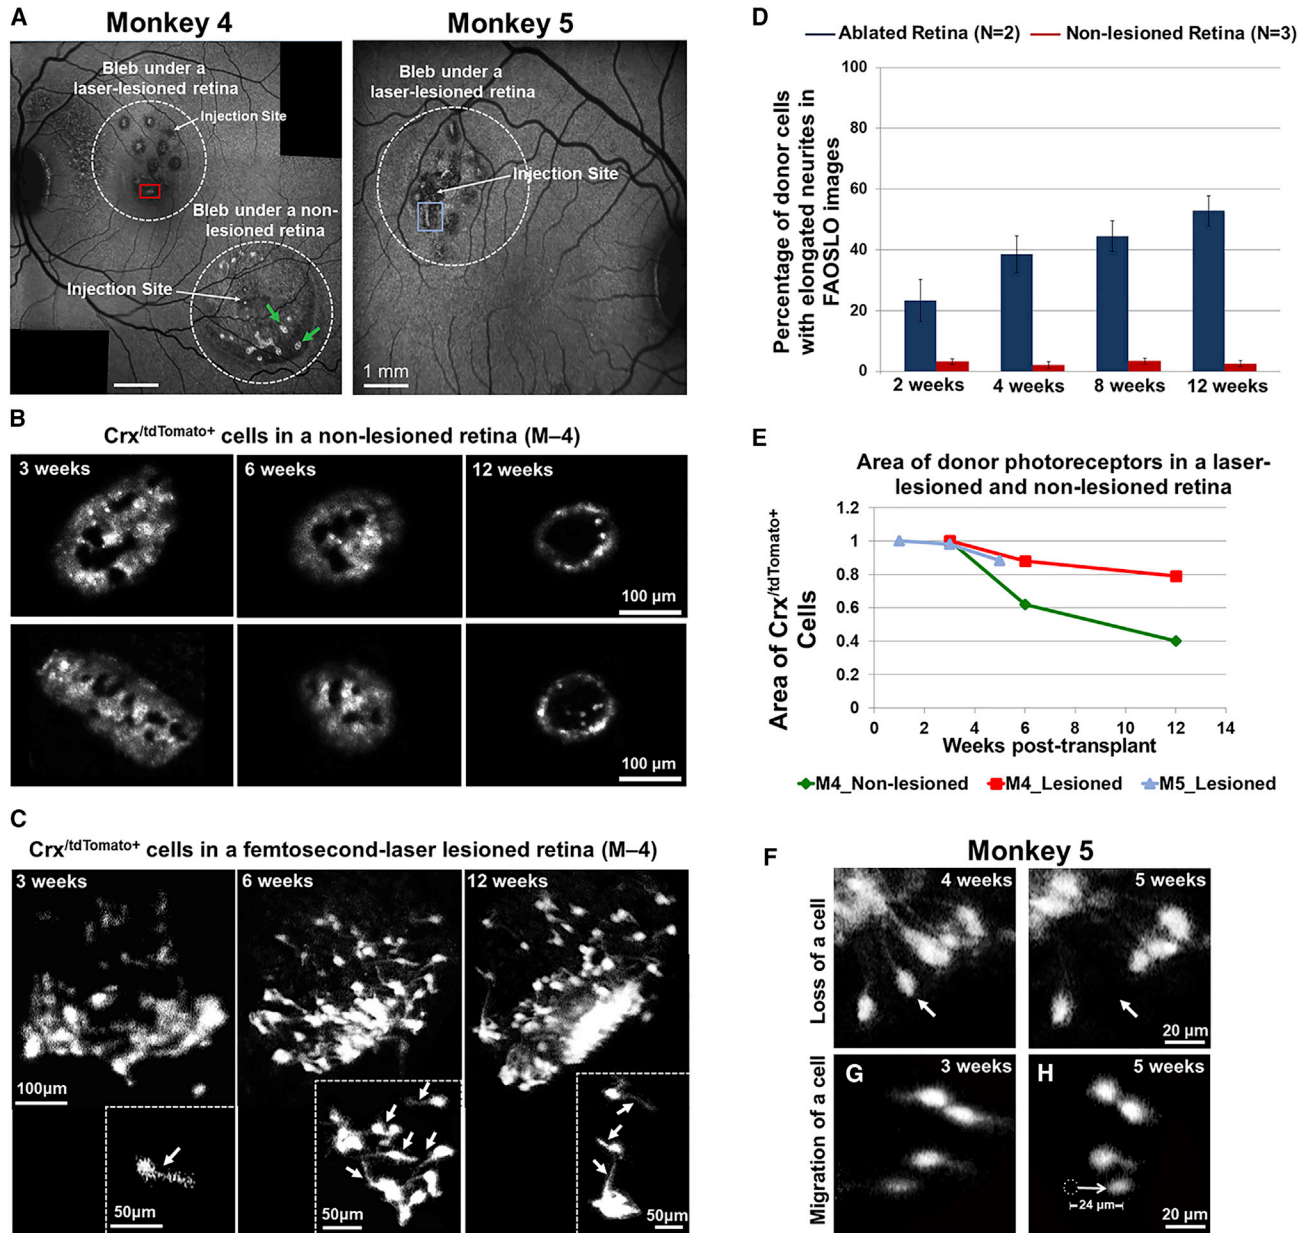 A
Monkey 4
Monkey 5
Bleb under a
laser-lesioned retina
Injection Site
Bleb under a non-
lesioned retina
Injection Site
Bleb under a
laser-lesioned retina
Injection Site
1 mm
B
Crx/tdTomato+ cells in a non-lesioned retina (M–4)
3 weeks
6 weeks
12 weeks
100 µm
100 µm
C
Crx/tdTomato+ cells in a femtosecond-laser lesioned retina (M–4)
3 weeks
6 weeks
12 weeks
100µm
50µm
50µm
50µm
D
Ablated Retina (N=2)
Non-lesioned Retina (N=3)
Percentage of donor cells
with elongated neurites in
FAOSLO images
100
80
60
40
20
0
2 weeks
4 weeks
8 weeks
12 weeks
E
Area of donor photoreceptors in a laser-
lesioned and non-lesioned retina
Area of Crx/tdTomato+
Cells
1.2
1
0.8
0.6
0.4
0.2
0
0 2 4 6 8 10 12 14
Weeks post-transplant
M4_Non-lesioned
M4_Lesioned
M5_Lesioned
F
Monkey 5
Loss of a cell
4 weeks
5 weeks
20 µm
Migration of a cell
G
3 weeks
H
5 weeks
24 µm
20 µm